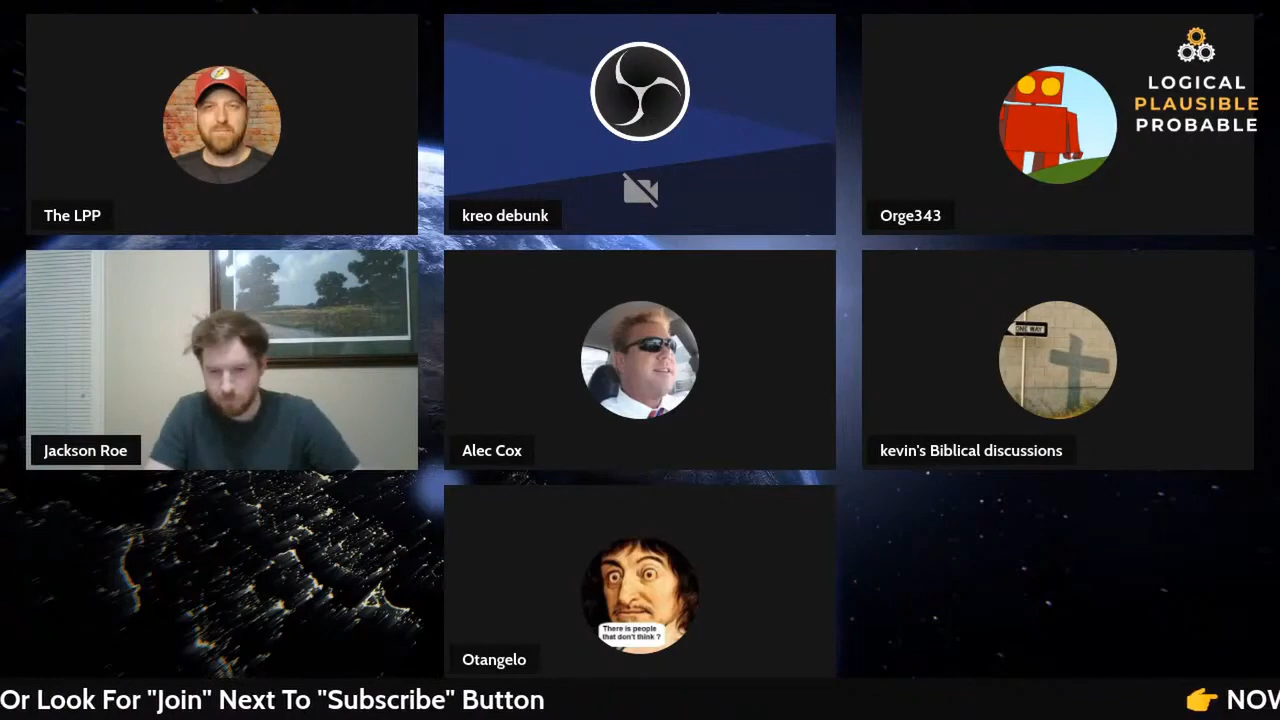 LOGICAL
PLAUSIBLE
PROBABLE
The LPP
kreo debunk
Orge343
ONE WAY
Jackson Roe
Alec Cox
kevin's Biblical discussions
There is people
that don't think ?
Otangelo
Or Look For "Join" Next To "Subscribe" Button
👉 NOW